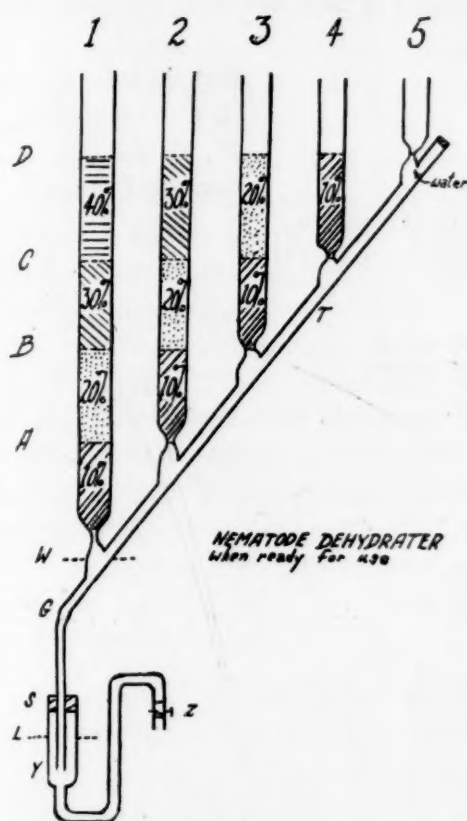 1 2 3 4 5
D 40% 30% 20% 10% water
C 30% 20% 10% T
B 20% 10%
A 10%
W
NEMATODE DEHYDRATER
when ready for use
G
S
Z
L
Y